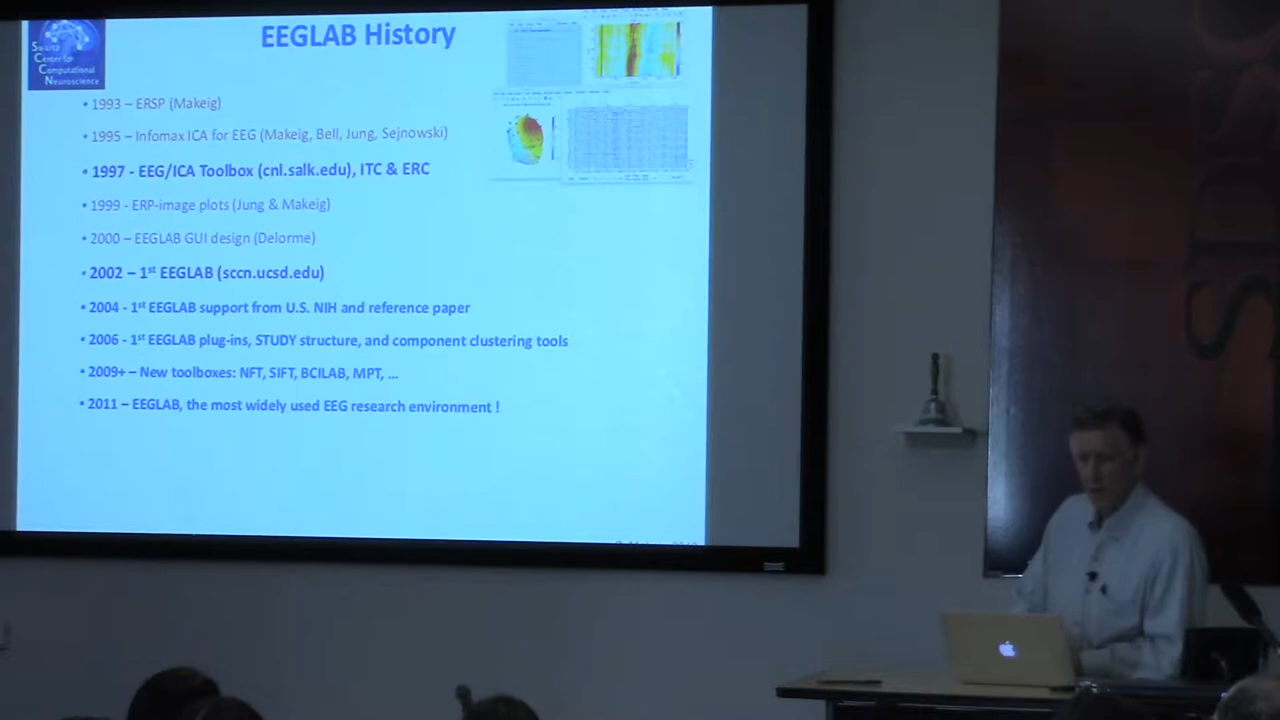 EEGLAB History
Swartz
Center for
Computational
Neuroscience
• 1993 – ERSP (Makeig)
• 1995 – Infomax ICA for EEG (Makeig, Bell, Jung, Sejnowski)
• 1997 - EEG/ICA Toolbox (cnl.salk.edu), ITC & ERC
• 1999 - ERP-image plots (Jung & Makeig)
• 2000 – EEGLAB GUI design (Delorme)
• 2002 – 1st EEGLAB (sccn.ucsd.edu)
• 2004 - 1st EEGLAB support from U.S. NIH and reference paper
• 2006 - 1st EEGLAB plug-ins, STUDY structure, and component clustering tools
• 2009+ – New toolboxes: NFT, SIFT, BCILAB, MPT, ...
• 2011 – EEGLAB, the most widely used EEG research environment !